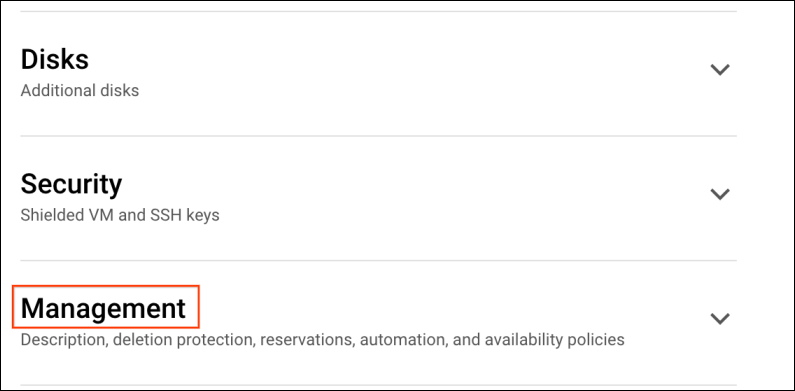 Disks
Additional disks
Security
Shielded VM and SSH keys
Management
Description, deletion protection, reservations, automation, and availability policies